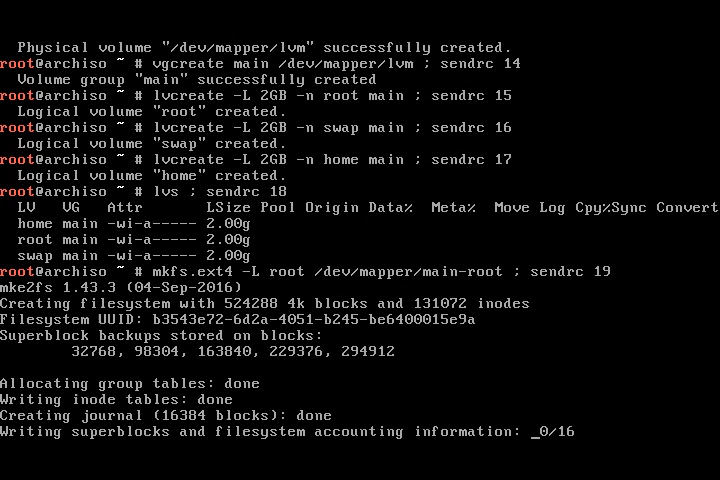 Physical volume "/dev/mapper/lvm" successfully created.
root@archiso ~ # vgcreate main /dev/mapper/lvm ; sendrc 14
Volume group "main" successfully created
root@archiso ~ # lvcreate -L 2GB -n root main ; sendrc 15
Logical volume "root" created.
root@archiso ~ # lvcreate -L 2GB -n swap main ; sendrc 16
Logical volume "swap" created.
root@archiso ~ # lvcreate -L 2GB -n home main ; sendrc 17
Logical volume "home" created.
root@archiso ~ # lvs ; sendrc 18
LV   VG   Attr       LSize Pool Origin Data%  Meta%  Move Log Cpy%Sync Convert
home main -wi-a----- 2.00g
root main -wi-a----- 2.00g
swap main -wi-a----- 2.00g
root@archiso ~ # mkfs.ext4 -L root /dev/mapper/main-root ; sendrc 19
mke2fs 1.43.3 (04-Sep-2016)
Creating filesystem with 524288 4k blocks and 131072 inodes
Filesystem UUID: b3543e72-6d2a-4051-b245-be6400015e9a
Superblock backups stored on blocks:
32768, 98304, 163840, 229376, 294912
Allocating group tables: done
Writing inode tables: done
Creating journal (16384 blocks): done
Writing superblocks and filesystem accounting information: _0/16